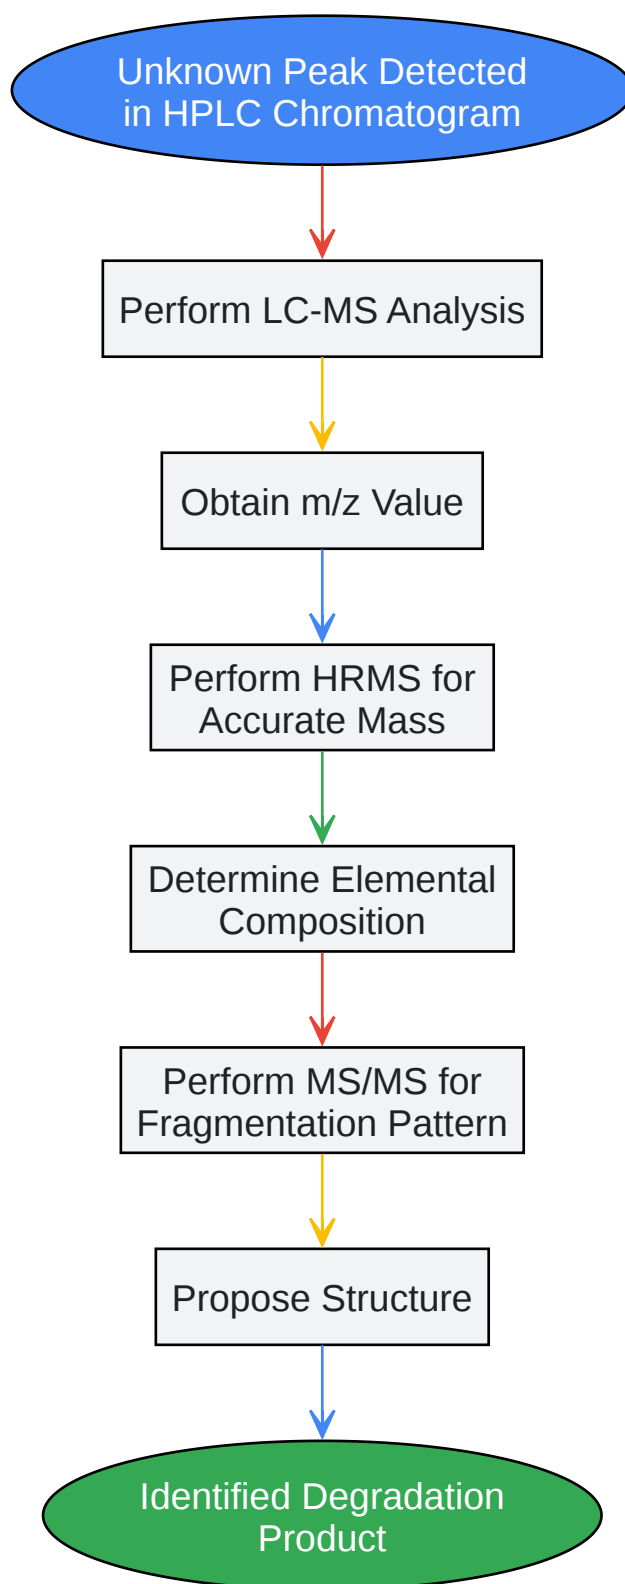 Unknown Peak Detected
in HPLC Chromatogram
Perform LC-MS Analysis
Obtain m/z Value
Perform HRMS for
Accurate Mass
Determine Elemental
Composition
Perform MS/MS for
Fragmentation Pattern
Propose Structure
Identified Degradation
Product